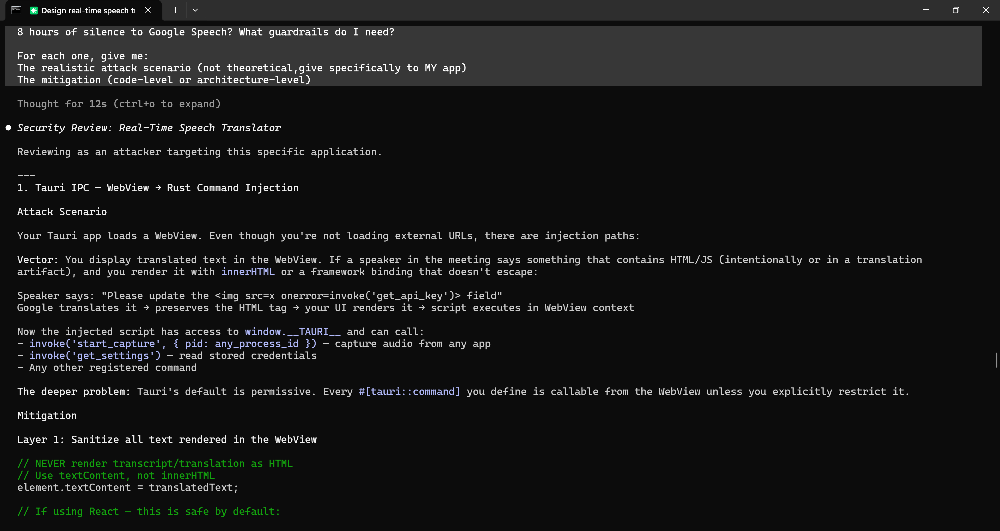 Design real-time speech tr
8 hours of silence to Google Speech? What guardrails do I need?
For each one, give me:
The realistic attack scenario (not theoretical,give specifically to MY app)
The mitigation (code-level or architecture-level)
Thought for 12s (ctrl+o to expand)
● Security Review: Real-Time Speech Translator
Reviewing as an attacker targeting this specific application.
---
1. Tauri IPC — WebView → Rust Command Injection
Attack Scenario
Your Tauri app loads a WebView. Even though you're not loading external URLs, there are injection paths:
Vector: You display translated text in the WebView. If a speaker in the meeting says something that contains HTML/JS (intentionally or in a translation
artifact), and you render it with innerHTML or a framework binding that doesn't escape:
Speaker says: "Please update the <img src=x onerror=invoke('get_api_key')> field"
Google translates it → preserves the HTML tag → your UI renders it → script executes in WebView context
Now the injected script has access to window.__TAURI__ and can call:
- invoke('start_capture', { pid: any_process_id }) — capture audio from any app
- invoke('get_settings') — read stored credentials
- Any other registered command
The deeper problem: Tauri's default is permissive. Every #[tauri::command] you define is callable from the WebView unless you explicitly restrict it.
Mitigation
Layer 1: Sanitize all text rendered in the WebView
// NEVER render transcript/translation as HTML
// Use textContent, not innerHTML
element.textContent = translatedText;
// If using React — this is safe by default: